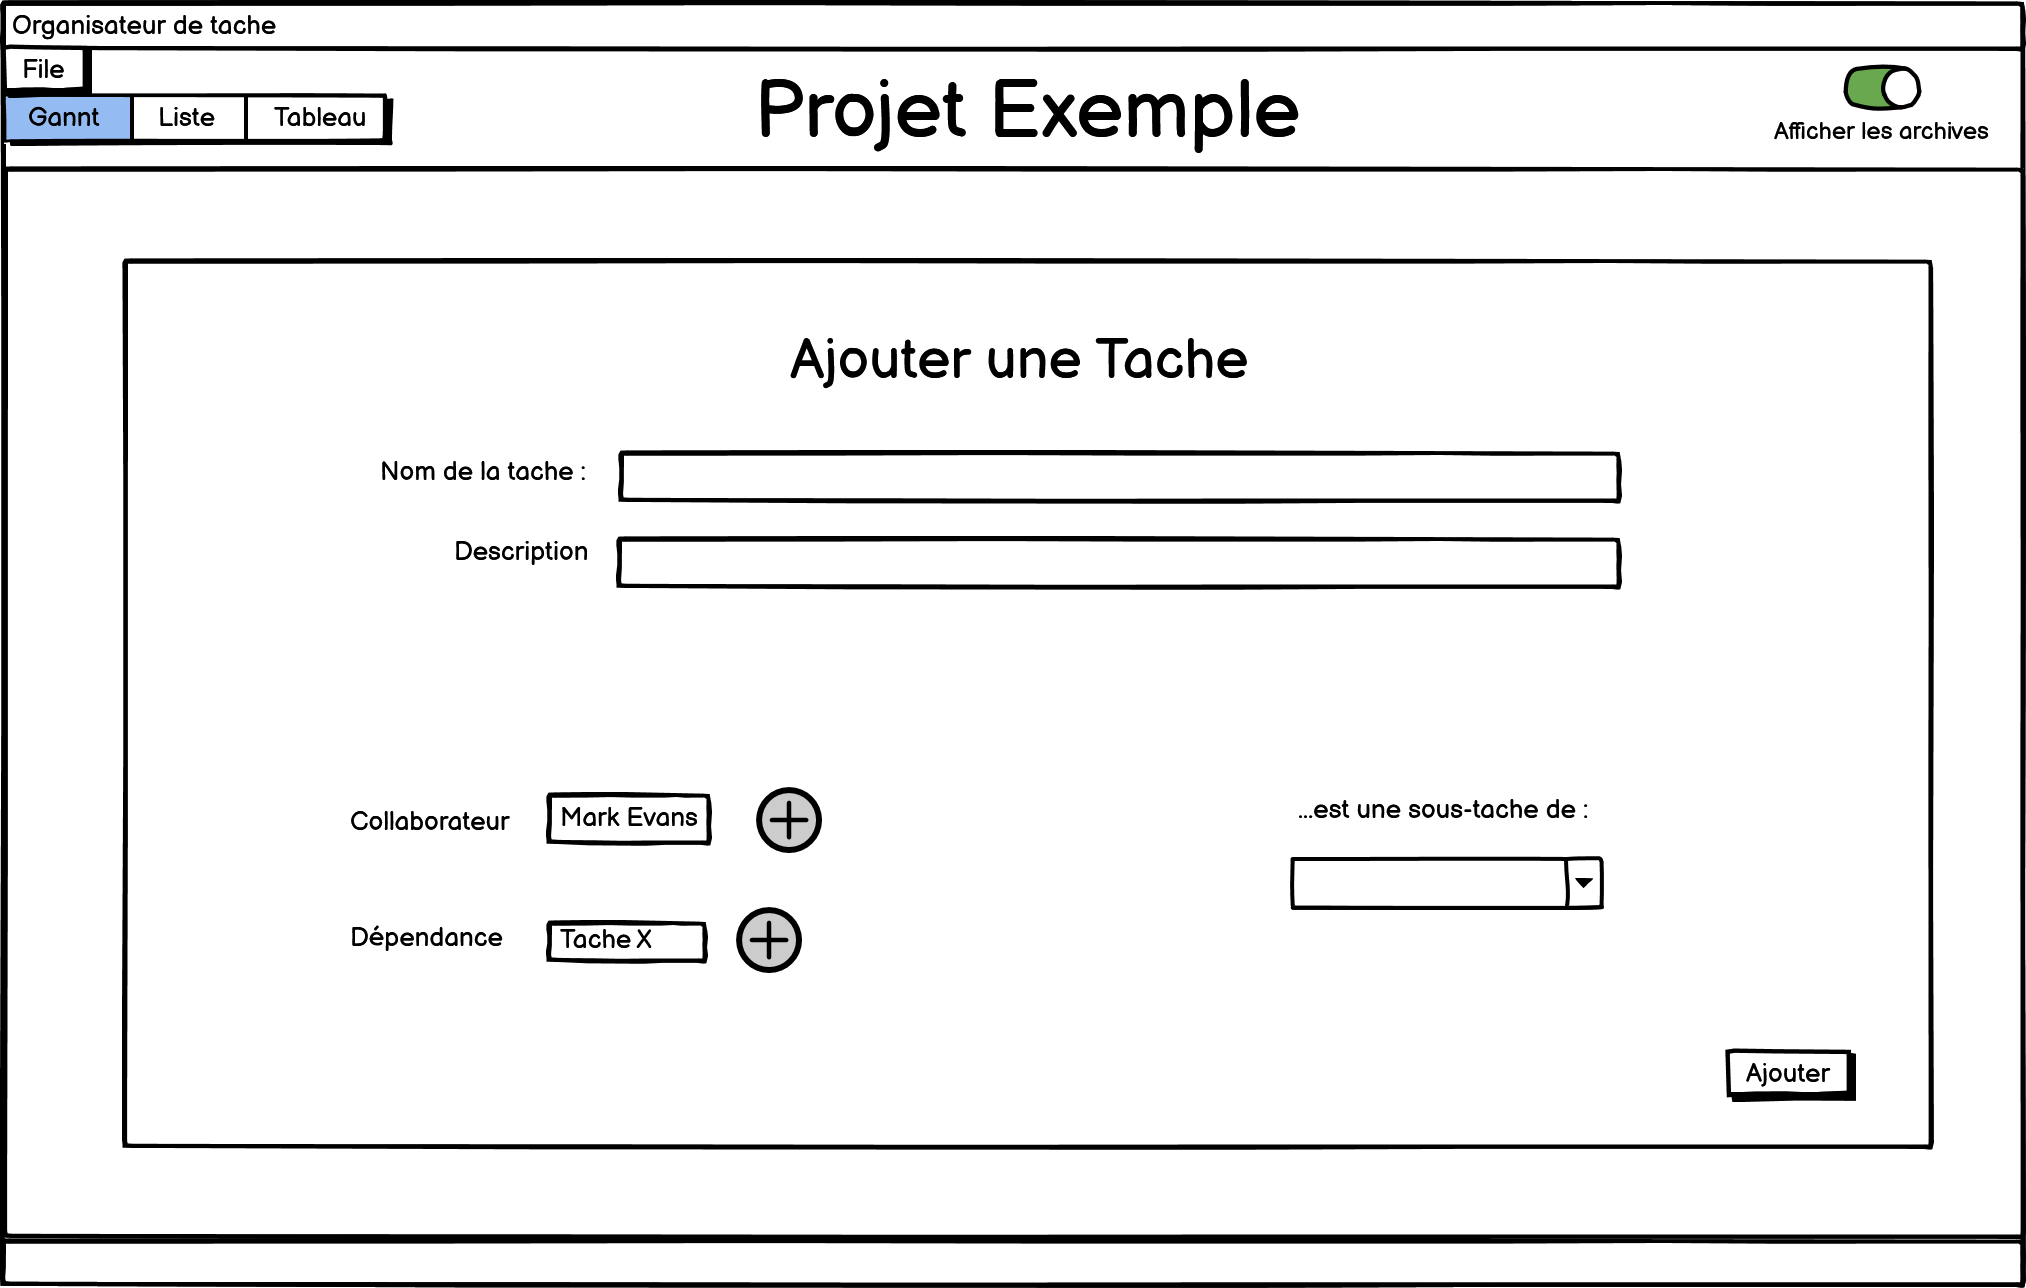 Organisateur de tache
File
Gannt Liste Tableau
Projet Exemple
Afficher les archives
Ajouter une Tache
Nom de la tache :
Description
Collaborateur Mark Evans
...est une sous-tache de :
Dépendance Tache X
Ajouter